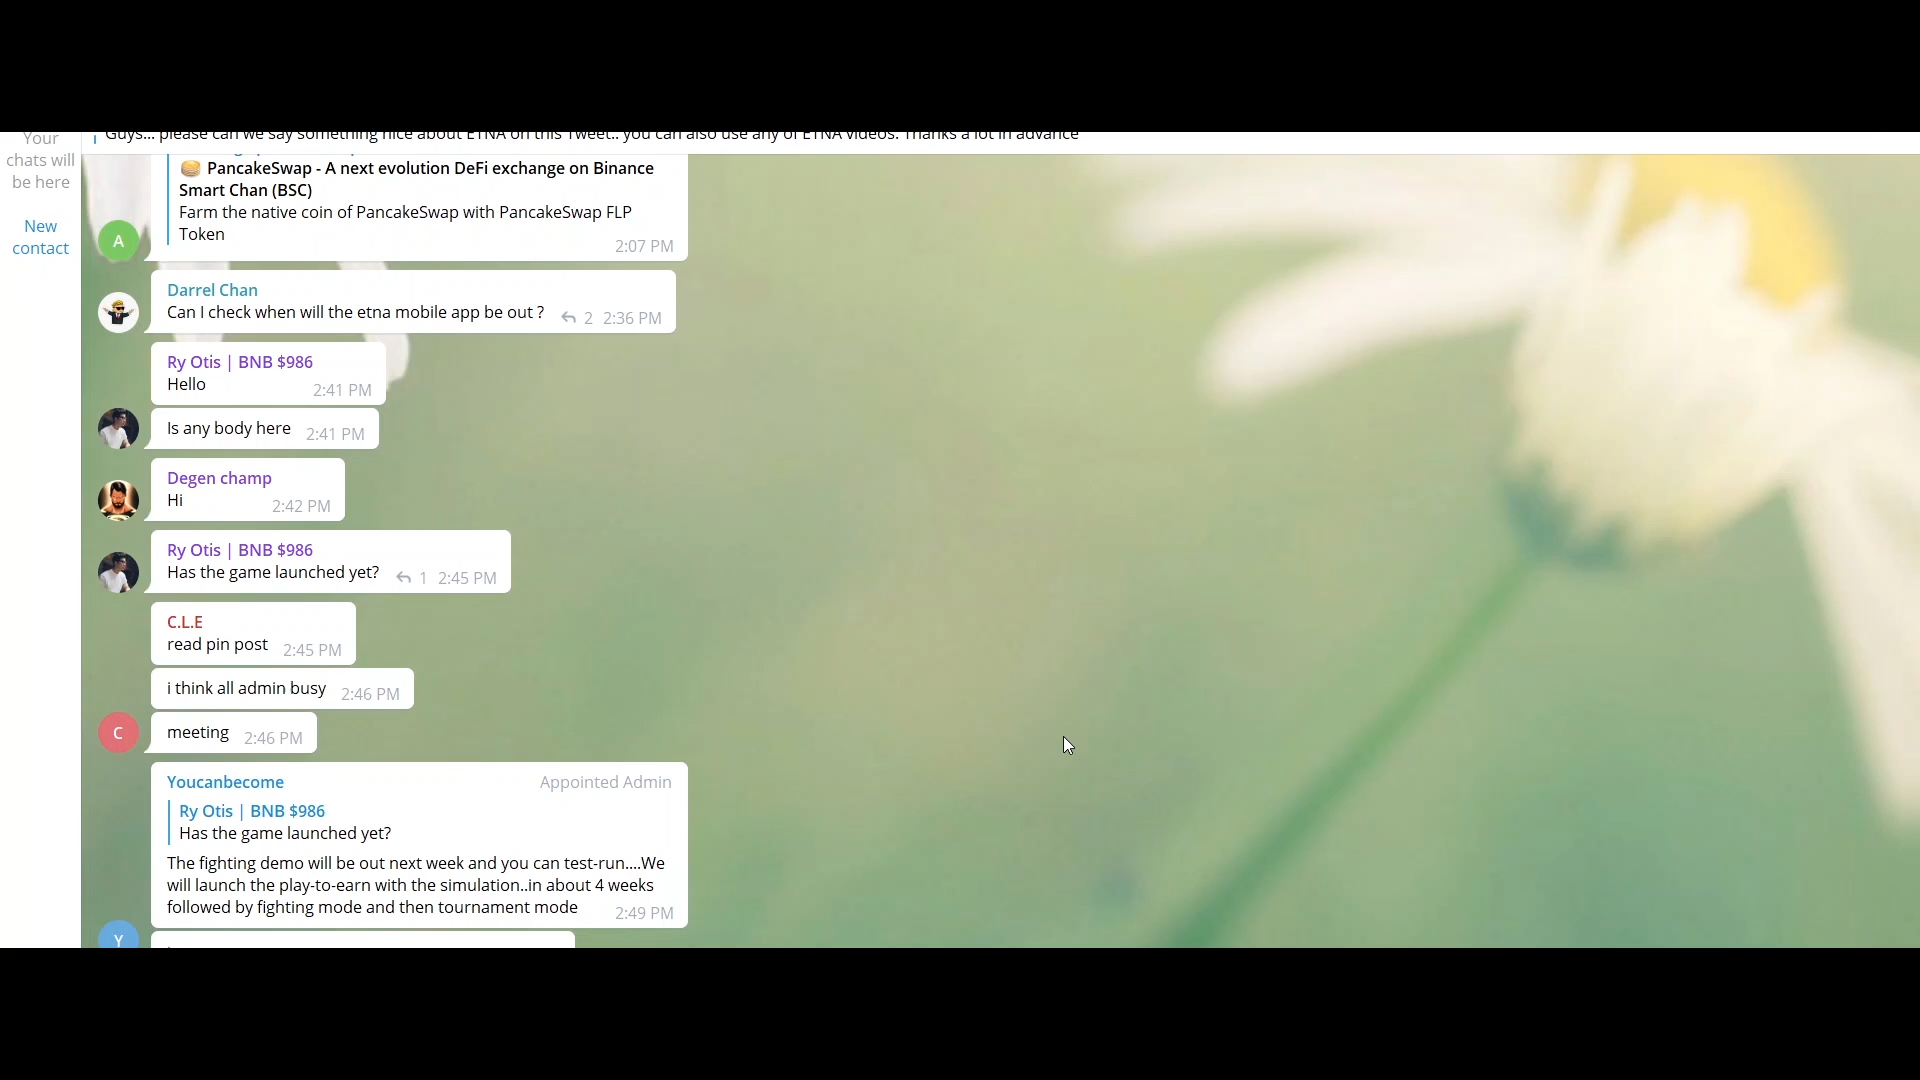 Your
chats will
be here
New
contact
Guys... please can we say something nice about ETNA on this Tweet.. you can also use any of ETNA videos. Thanks a lot in advance
PancakeSwap - A next evolution DeFi exchange on Binance
Smart Chan (BSC)
Farm the native coin of PancakeSwap with PancakeSwap FLP
Token
2:07 PM
A
Darrel Chan
Can I check when will the etna mobile app be out ? 2 2:36 PM
Ry Otis | BNB $986
Hello 2:41 PM
Is any body here 2:41 PM
Degen champ
Hi 2:42 PM
Ry Otis | BNB $986
Has the game launched yet? 1 2:45 PM
C.L.E
read pin post 2:45 PM
i think all admin busy 2:46 PM
C
meeting 2:46 PM
Youcanbecome Appointed Admin
Ry Otis | BNB $986
Has the game launched yet?
The fighting demo will be out next week and you can test-run....We
will launch the play-to-earn with the simulation..in about 4 weeks
followed by fighting mode and then tournament mode 2:49 PM
Y